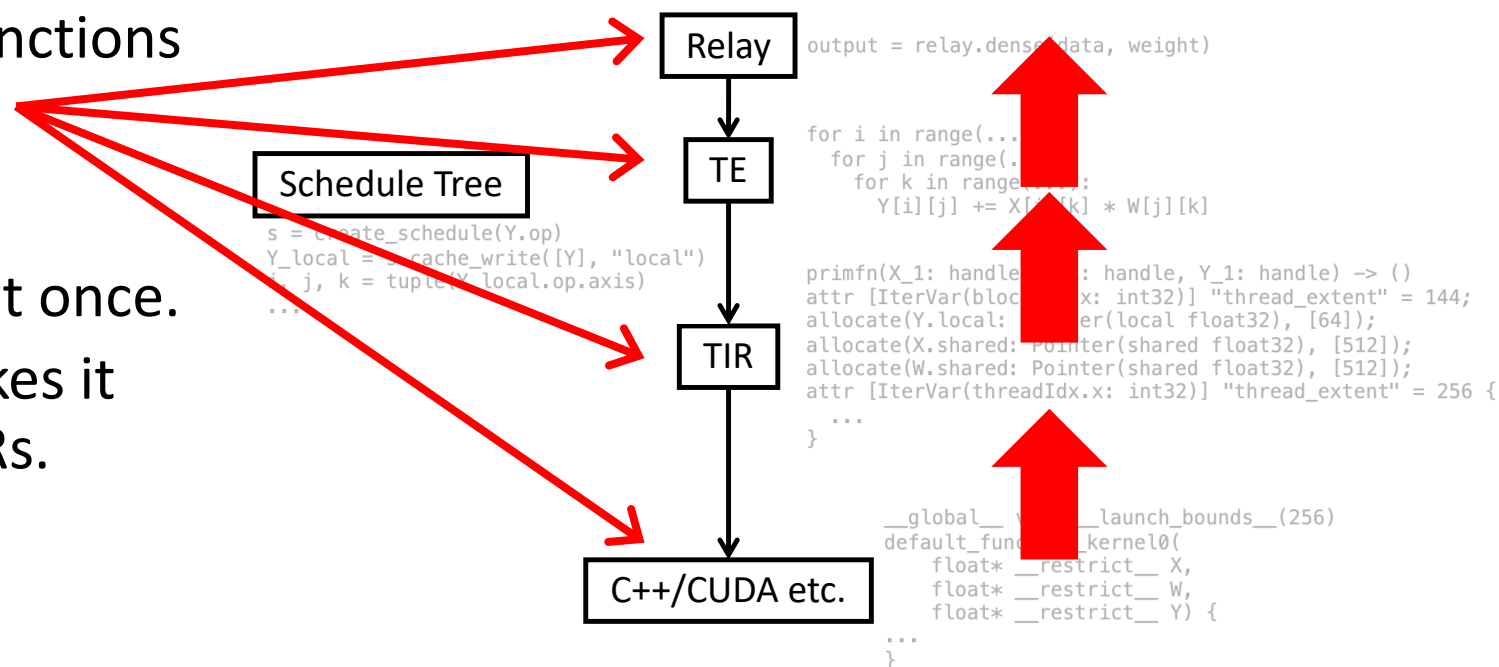 nctions
t once.
kes it
Rs.
Relay
output = relay.dense(data, weight)
TE
for i in range(...
for j in range(.
for k in range(...):
Y[i][j] += X[i][k] * W[j][k]
Schedule Tree
s = create_schedule(Y.op)
Y_local = s.cache_write([Y], "local")
i, j, k = tuple(Y_local.op.axis)
...
TIR
primfn(X_1: handle : handle, Y_1: handle) -> ()
attr [IterVar(bloc x: int32)] "thread_extent" = 144;
allocate(Y.local: er(local float32), [64]);
allocate(X.shared: Pointer(shared float32), [512]);
allocate(W.shared: Pointer(shared float32), [512]);
attr [IterVar(threadIdx.x: int32)] "thread_extent" = 256 {
...
}
C++/CUDA etc.
__global__ __launch_bounds__(256)
default_func _kernel0(
float* __restrict__ X,
float* __restrict__ W,
float* __restrict__ Y) {
...
}